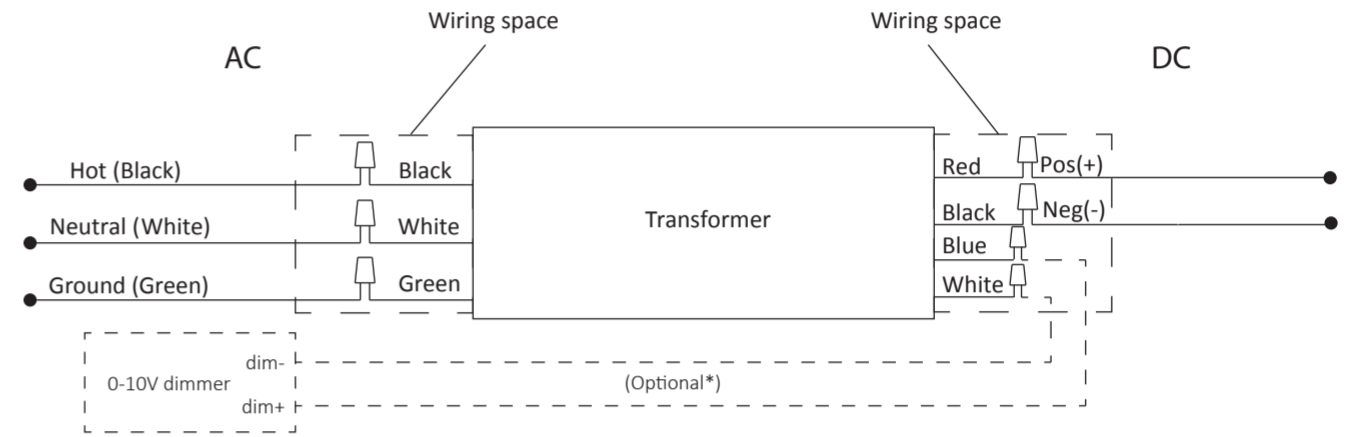 Wiring space
Wiring space
AC
DC
Hot (Black)
Black
Red
Pos(+)
Neutral (White)
White
Transformer
Black
Neg(-)
Blue
Ground (Green)
Green
White
dim-
0-10V dimmer
(Optional*)
dim+